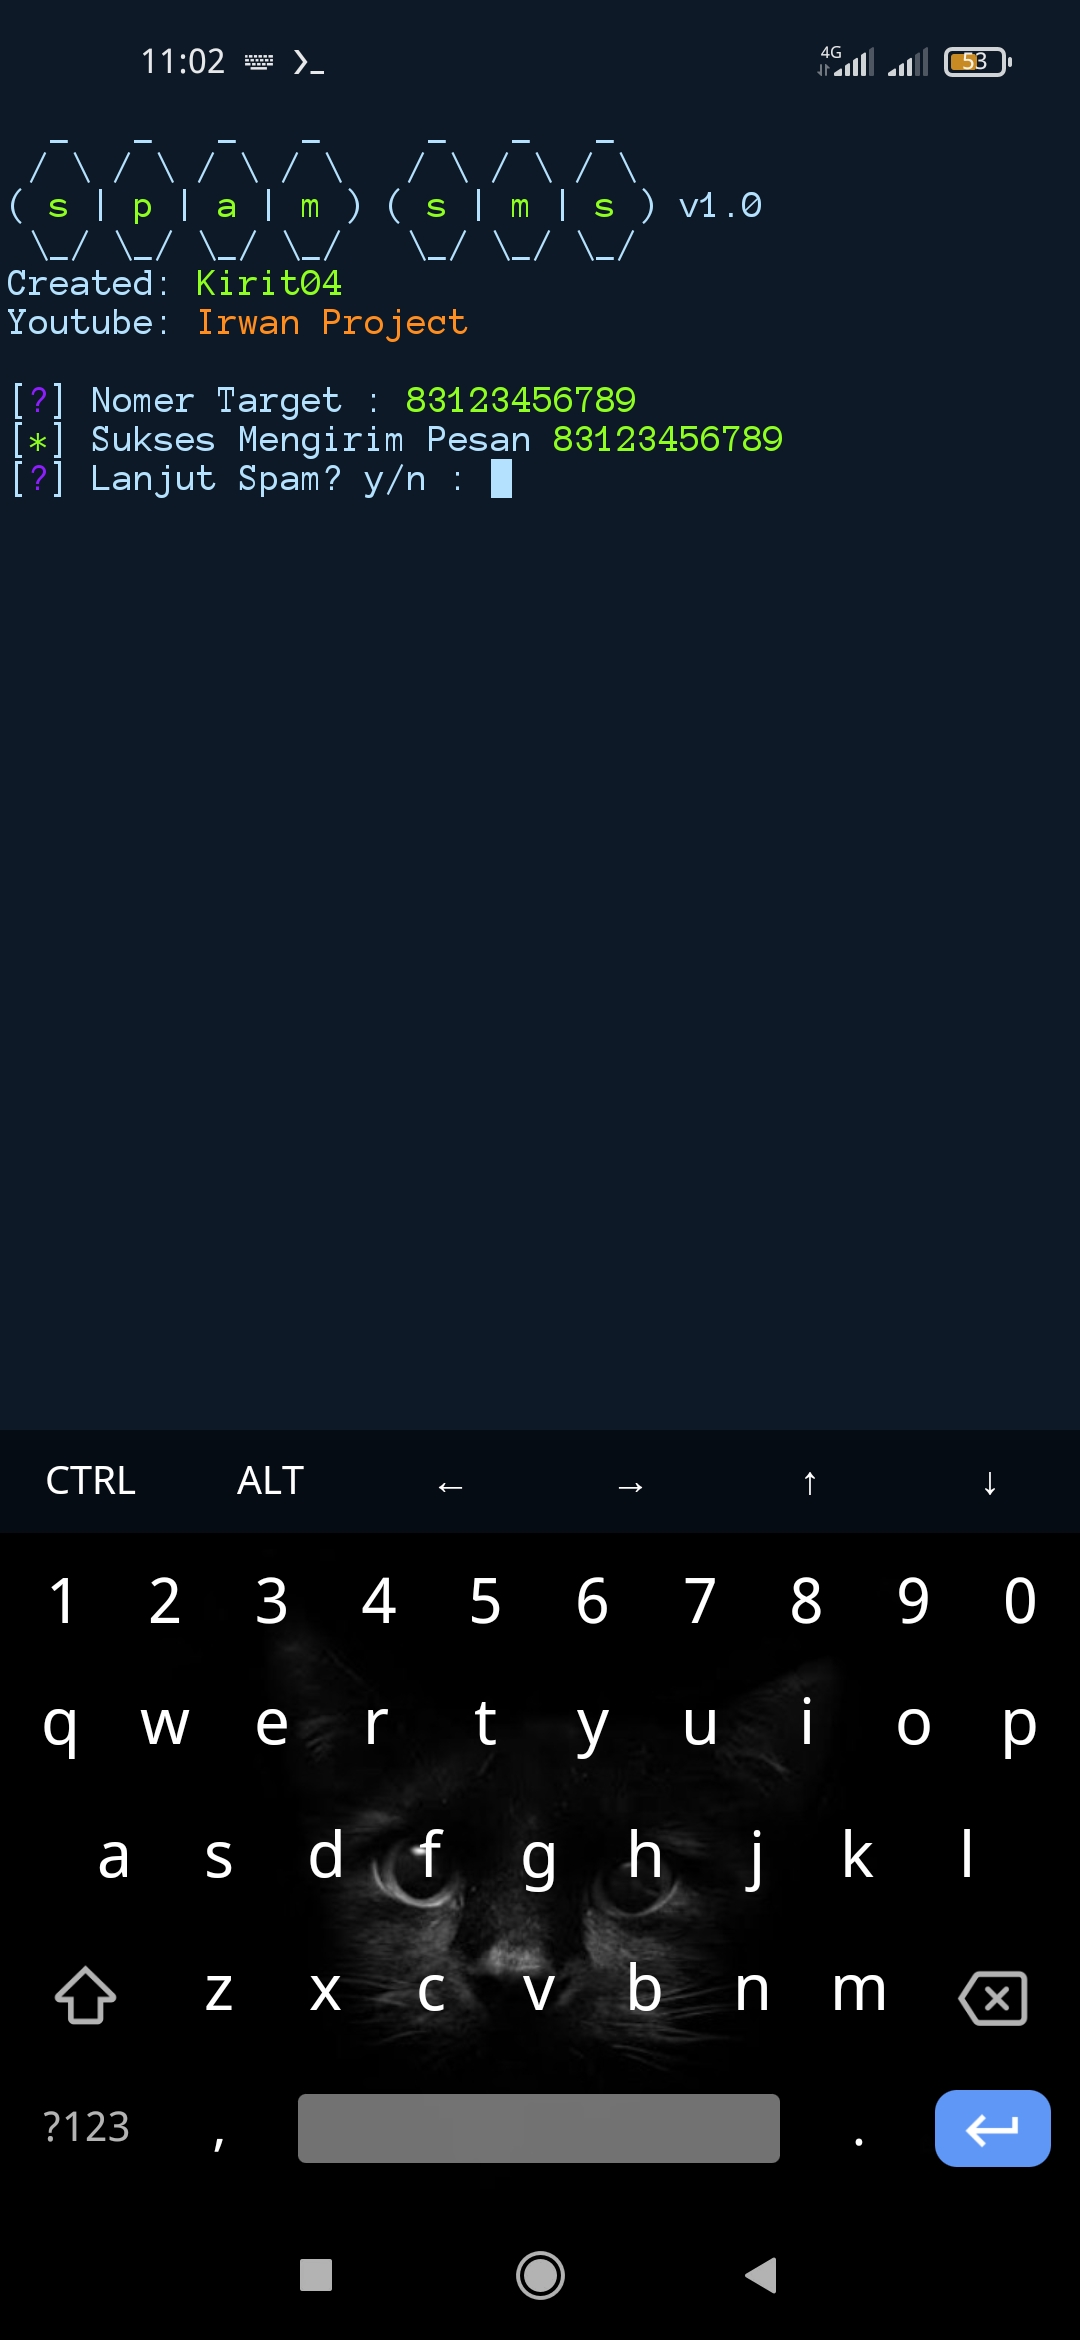 11:02 4G 53
( s | p | a | m ) ( s | m | s ) v1.0
Created: Kirit04
Youtube: Irwan Project
[?] Nomer Target : 83123456789
[*] Sukses Mengirim Pesan 83123456789
[?] Lanjut Spam? y/n :
CTRL ALT ← → ↑ ↓
1 2 3 4 5 6 7 8 9 0
q w e r t y u i o p
a s d f g h j k l
z x c v b n m
?123 , .